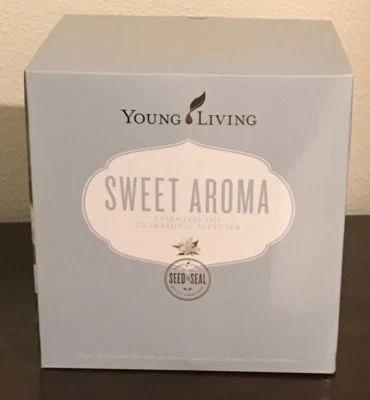 YOUNG LIVING
SWEET AROMA
ESSENTIAL OIL
ULTRASONIC DIFFUSER
SEED TO SEAL